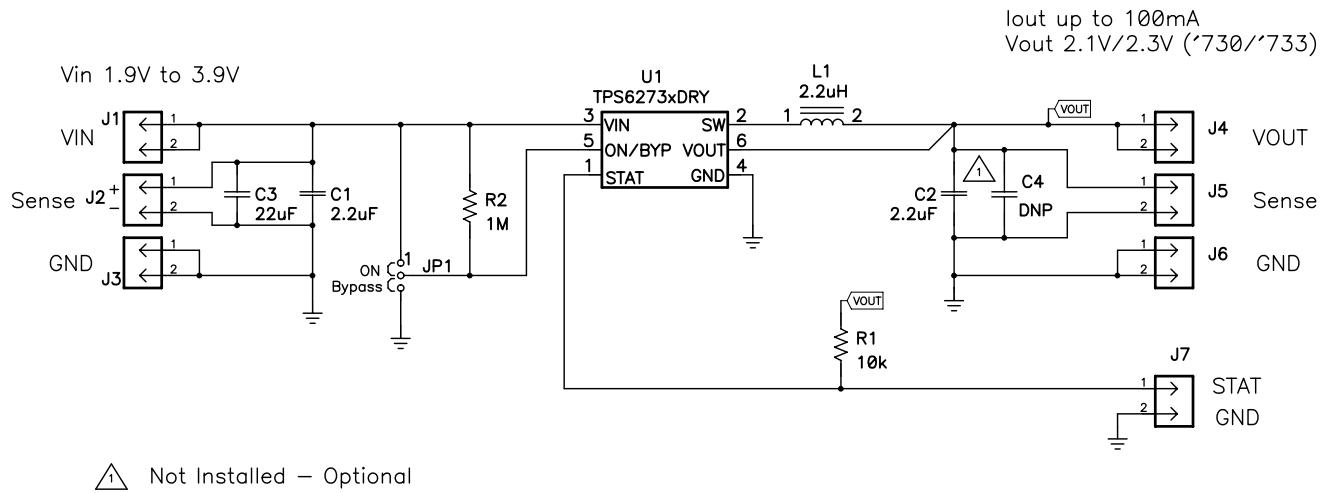 Iout up to 100mA
Vout 2.1V/2.3V ('730/'733)
Vin 1.9V to 3.9V
U1
TPS6273xDRY
L1
2.2uH
1
2
VOUT
J1
VIN
1
2
3
VIN
SW
2
5
ON/BYP
VOUT
6
1
STAT
GND
4
1
2
J4
VOUT
Sense
J2
+
-
1
2
C3
22uF
C1
2.2uF
R2
1M
C2
2.2uF
1
C4
DNP
1
2
J5
Sense
GND
J3
1
2
1
ON
Bypass
JP1
1
2
J6
GND
VOUT
R1
10k
J7
1
2
STAT
GND
1
Not Installed – Optional